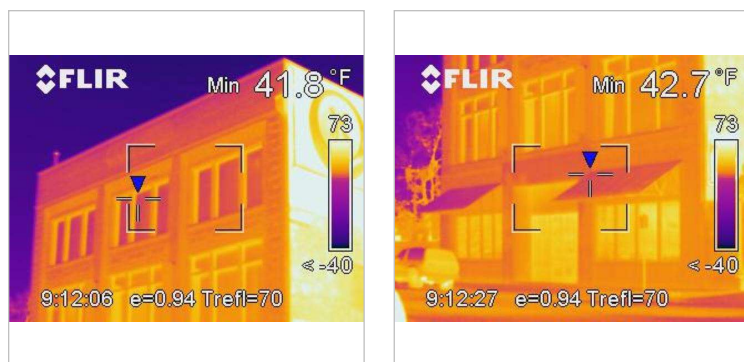 FLIR Min 41.8 °F
73
< -40
9:12:06 e=0.94 Trefl=70
FLIR Min 42.7 °F
73
< -40
9:12:27 e=0.94 Trefl=70